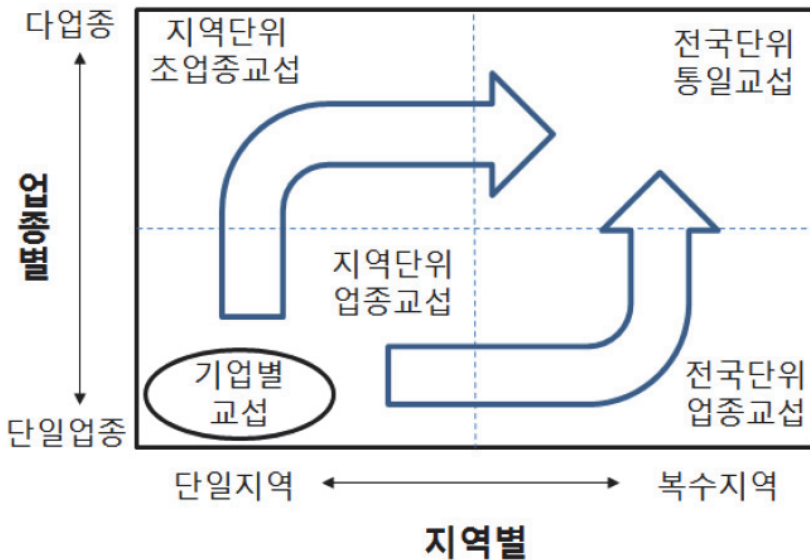 다업종
지역단위
초업종교섭
전국단위
통일교섭
업종별
지역단위
업종교섭
기업별
교섭
전국단위
업종교섭
단일업종
단일지역
복수지역
지역별